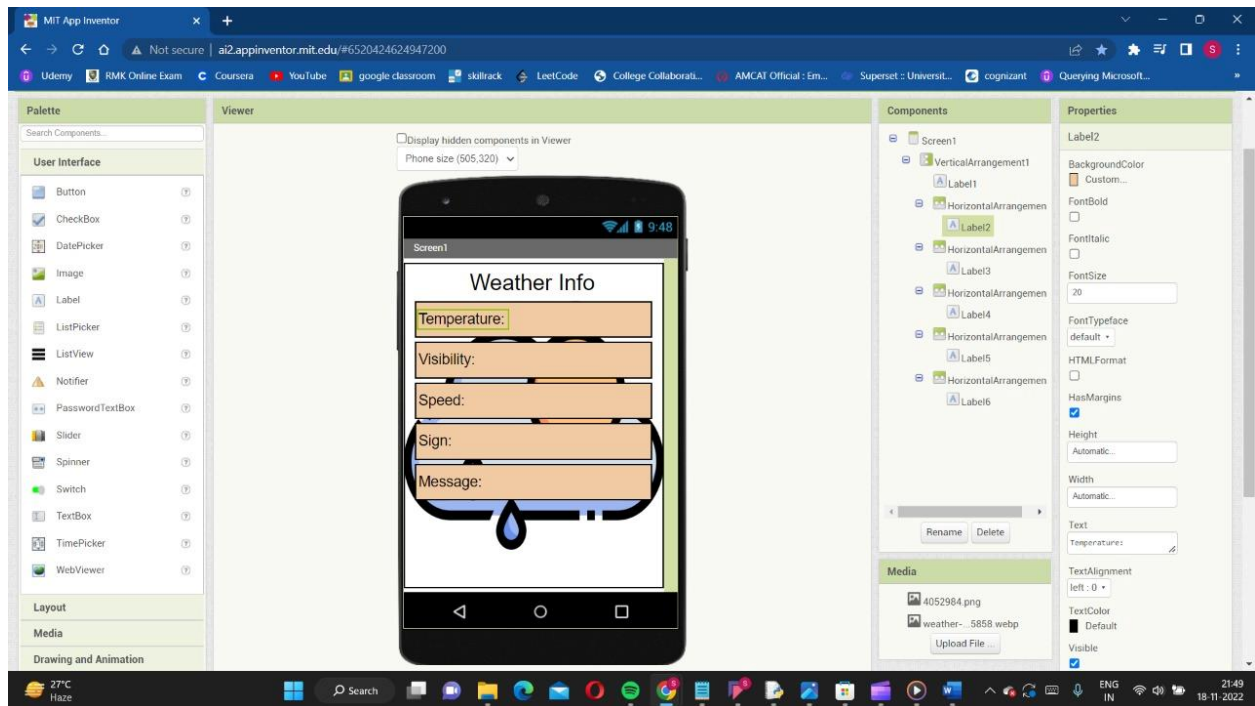 MIT App Inventor
Not secure | ai2.appinventor.mit.edu/#6520424624947200
Udemy RMK Online Exam Coursera YouTube google classroom skillrack LeetCode College Collaborati... AMCAT Official : Em... Superset :: Universit... cognizant Querying Microsoft... »
Palette
Search Components...
User Interface
Button
CheckBox
DatePicker
Image
Label
ListPicker
ListView
Notifier
PasswordTextBox
Slider
Spinner
Switch
TextBox
TimePicker
WebViewer
Layout
Media
Drawing and Animation
Viewer
Display hidden components in Viewer
Phone size (505,320)
9:48
Screen1
Weather Info
Temperature:
Visibility:
Speed:
Sign:
Message:
Components
Screen1
VerticalArrangement1
Label1
HorizontalArrangemen
Label2
HorizontalArrangemen
Label3
HorizontalArrangemen
Label4
HorizontalArrangemen
Label5
HorizontalArrangemen
Label6
Rename Delete
Media
4052984.png
weather-...5858 webp
Upload File ...
Properties
Label2
BackgroundColor
Custom...
FontBold
FontItalic
FontSize
20
FontTypeface
default
HTMLFormat
HasMargins
Height
Automatic...
Width
Automatic...
Text
Temperature:
TextAlignment
left : 0
TextColor
Default
Visible
27°C
Haze
Search
ENG
IN
21:49
18-11-2022